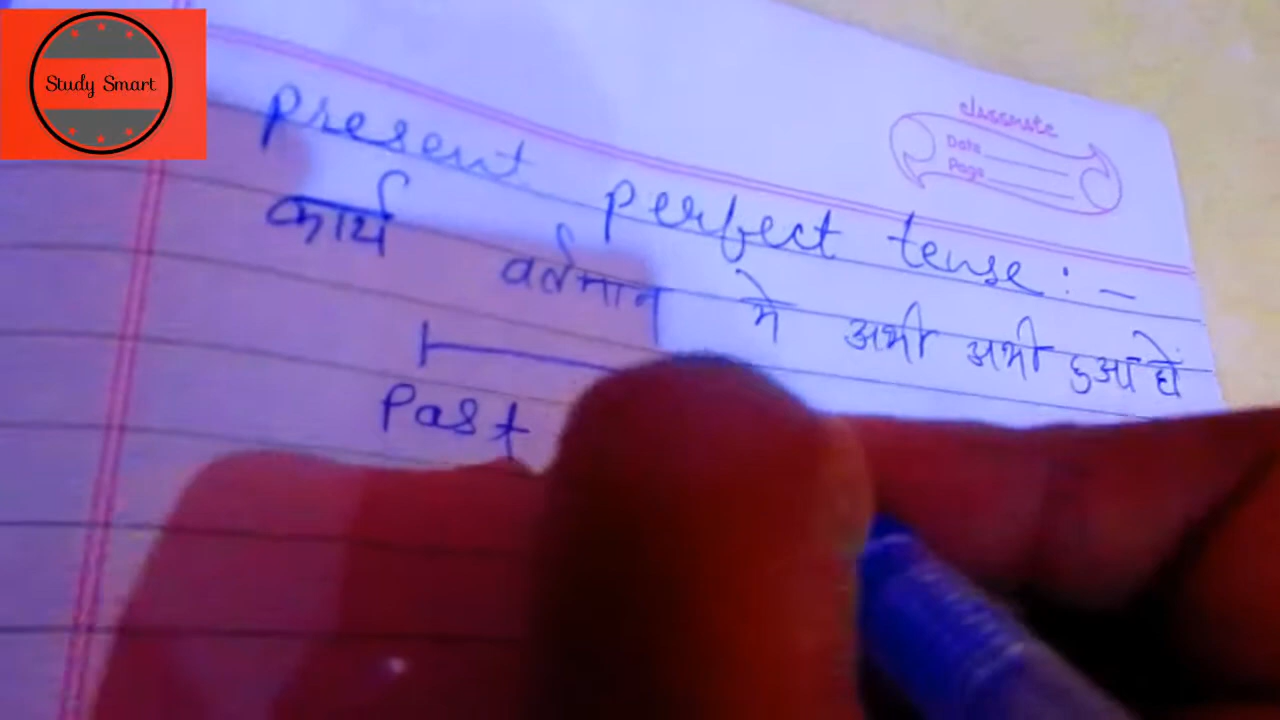 Study Smart
classmate
Date
Page
present perfect tense : -
कार्य वर्तमान में अभी अभी हुआ हो
Past